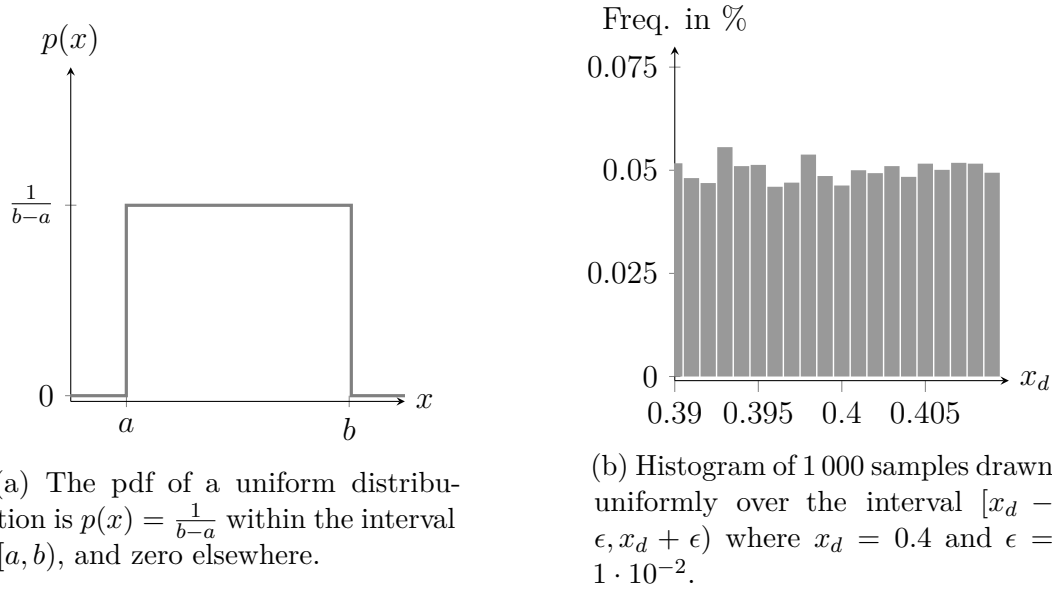 p(x)
1/(b−a)
0
a
b
x
(a) The pdf of a uniform distribu-
tion is p(x) = 1/(b−a) within the interval
[a, b), and zero elsewhere.
Freq. in %
0.075
0.05
0.025
0
0.39 0.395 0.4 0.405
x_d
(b) Histogram of 1 000 samples drawn
uniformly over the interval [x_d −
ϵ, x_d + ϵ) where x_d = 0.4 and ϵ =
1 · 10^{−2}.